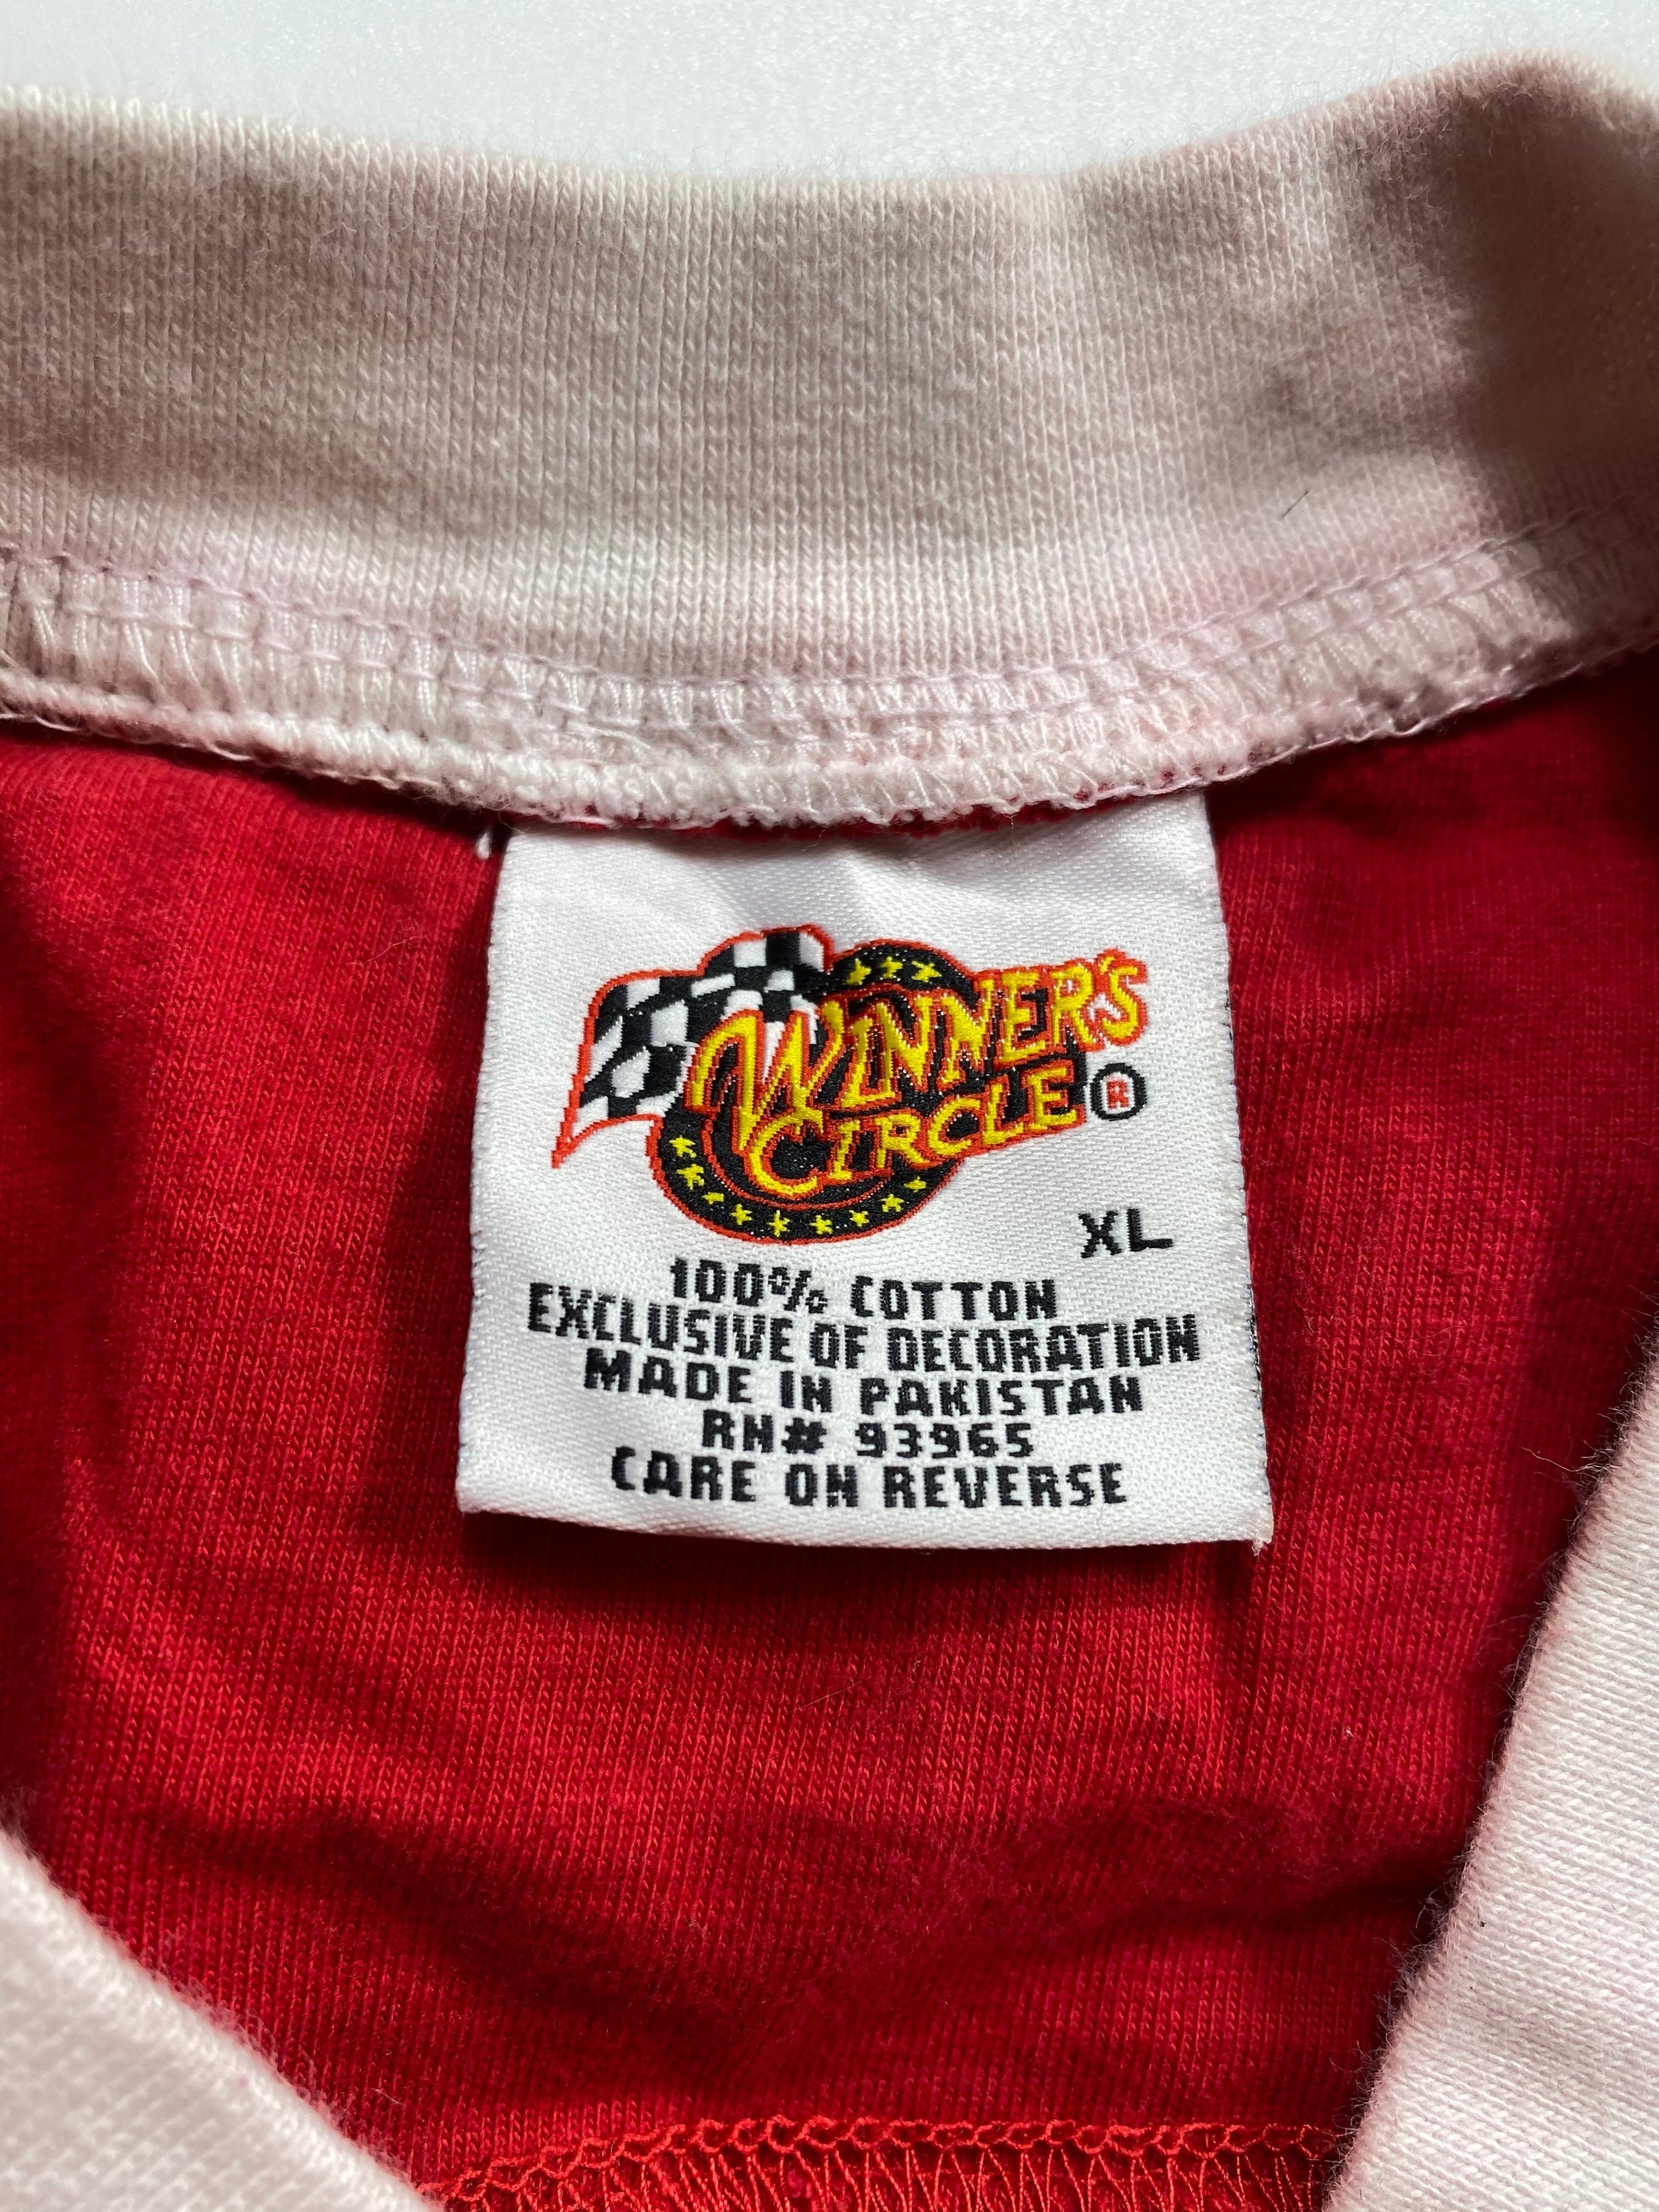 WINNER'S
CIRCLE ®
XL
100% COTTON
EXCLUSIVE OF DECORATION
MADE IN PAKISTAN
RN# 93965
CARE ON REVERSE